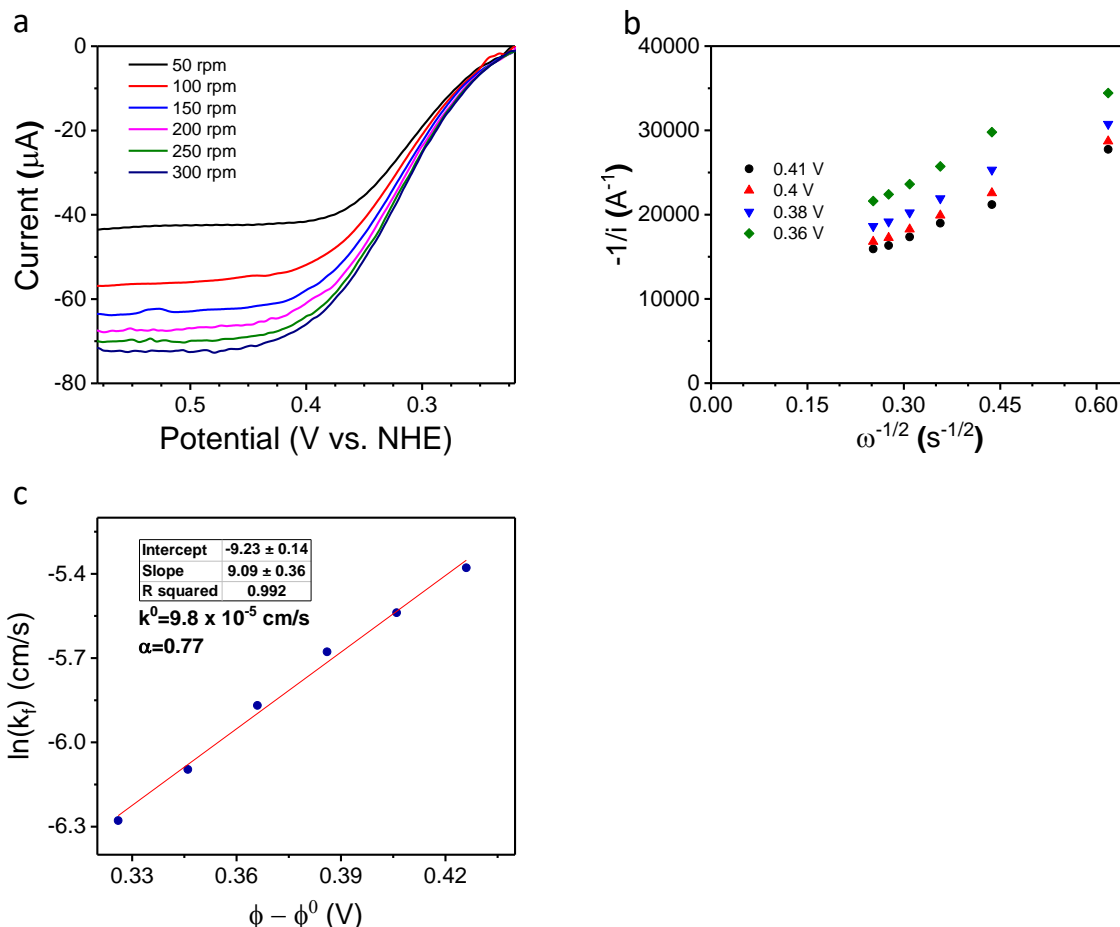 a
0
-20
-40
-60
-80
Current (μA)
50 rpm
100 rpm
150 rpm
200 rpm
250 rpm
300 rpm
0.5
0.4
0.3
Potential (V vs. NHE)
b
40000
30000
20000
10000
0
-1/i (A⁻¹)
0.41 V
0.4 V
0.38 V
0.36 V
0.00
0.15
0.30
0.45
0.60
ω⁻¹/² (s⁻¹/²)
c
-5.4
-5.7
-6.0
-6.3
ln(k_f) (cm/s)
Intercept -9.23 ± 0.14
Slope 9.09 ± 0.36
R squared 0.992
k⁰=9.8 x 10⁻⁵ cm/s
α=0.77
0.33
0.36
0.39
0.42
ϕ – ϕ⁰ (V)